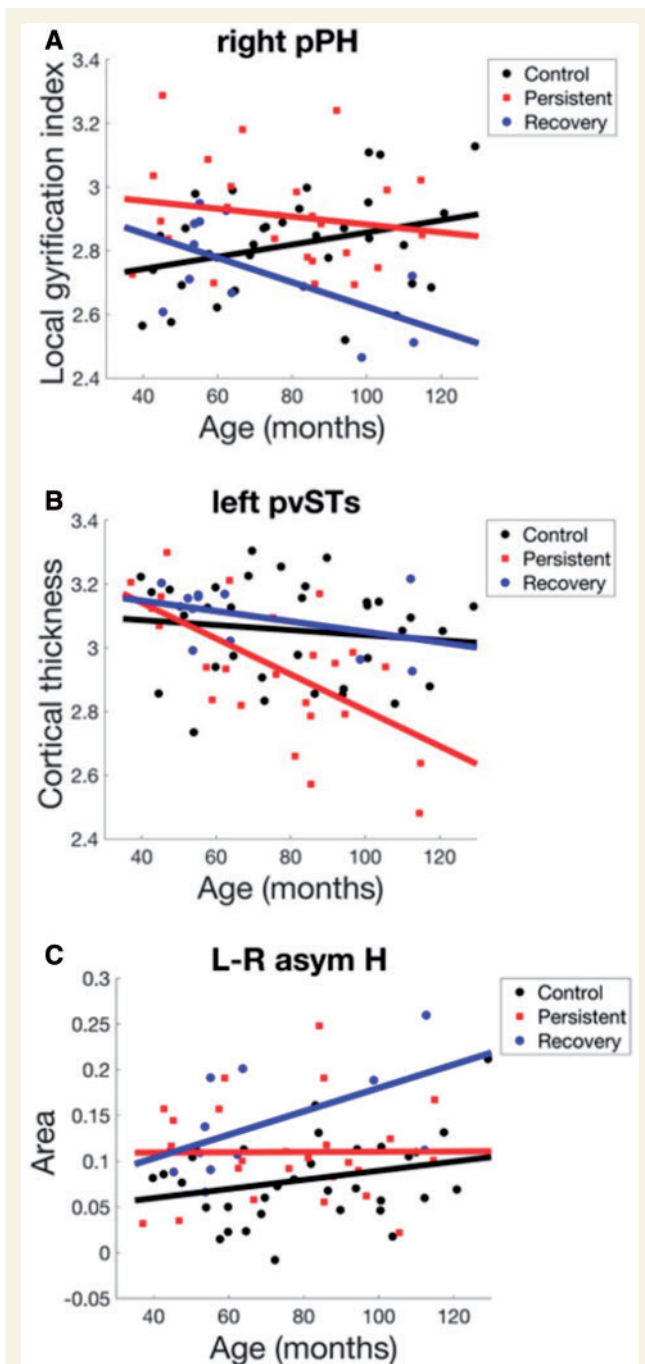 A
right pPH
3.4
3.2
3
2.8
2.6
2.4
Local gyrification index
40 60 80 100 120
Age (months)
Control
Persistent
Recovery
B
left pvSTs
3.4
3.2
3
2.8
2.6
2.4
Cortical thickness
40 60 80 100 120
Age (months)
Control
Persistent
Recovery
C
L-R asym H
0.3
0.25
0.2
0.15
0.1
0.05
0
-0.05
Area
40 60 80 100 120
Age (months)
Control
Persistent
Recovery